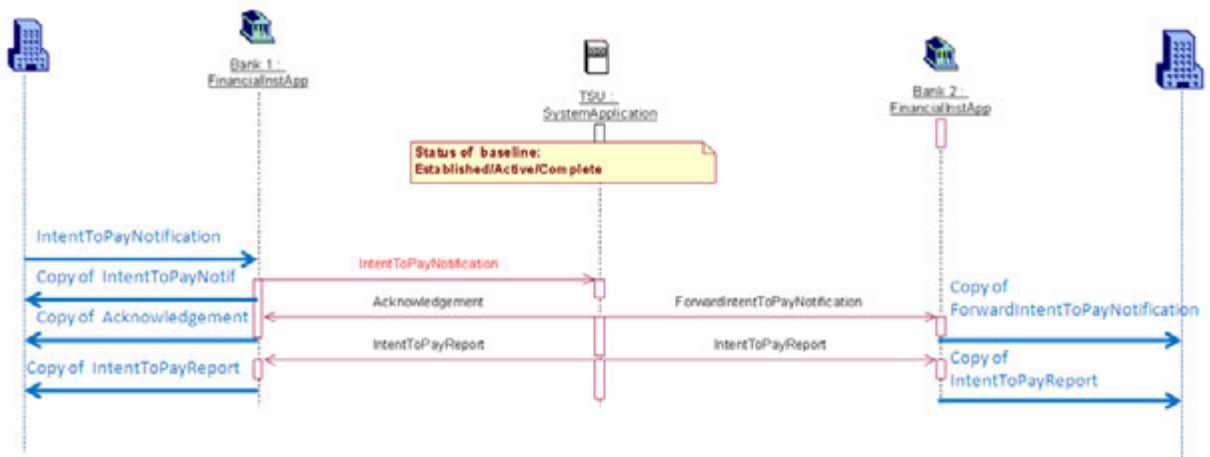 Bank 1 :
FinancialInstApp
TSU :
SystemApplication
Bank 2 :
FinancialInstApp
Status of baseline:
Established/Active/Complete
IntentToPayNotification
IntentToPayNotification
Copy of IntentToPayNotif
Acknowledgement
ForwardIntentToPayNotification
Copy of
ForwardIntentToPayNotification
Copy of Acknowledgement
IntentToPayReport
IntentToPayReport
Copy of
IntentToPayReport
Copy of IntentToPayReport